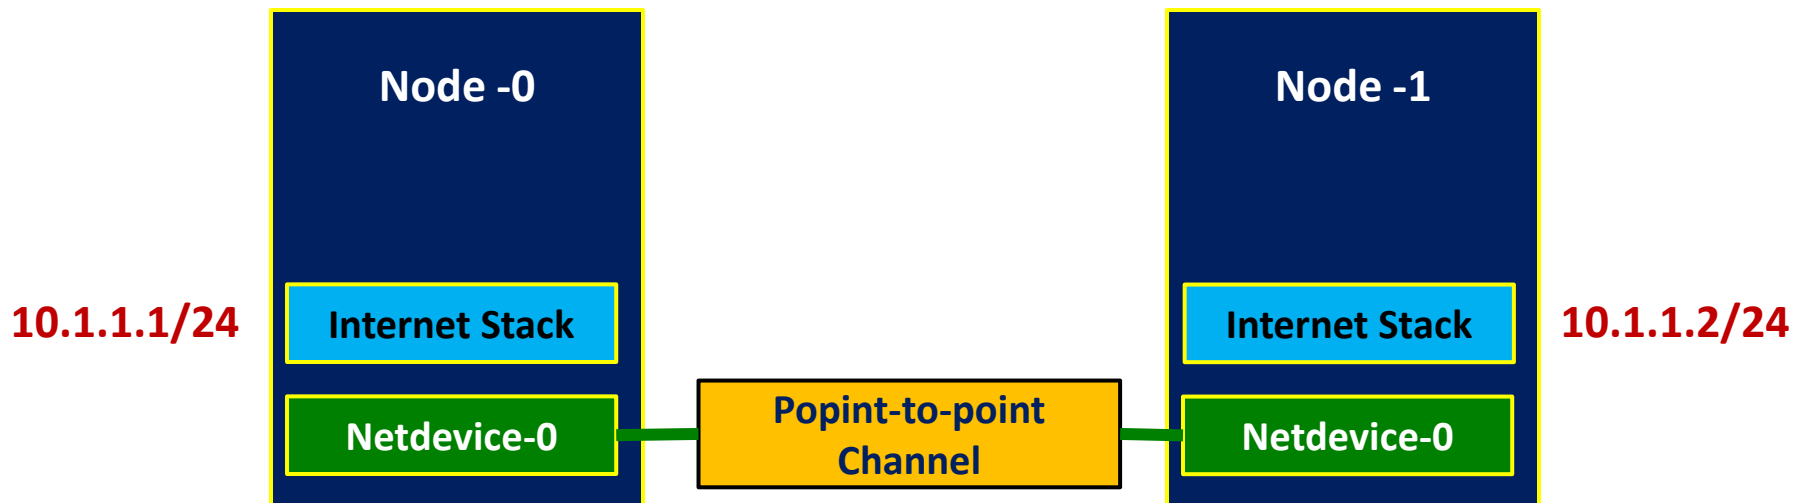 Node -0
Node -1
10.1.1.1/24
Internet Stack
Internet Stack
10.1.1.2/24
Netdevice-0
Popint-to-point
Channel
Netdevice-0